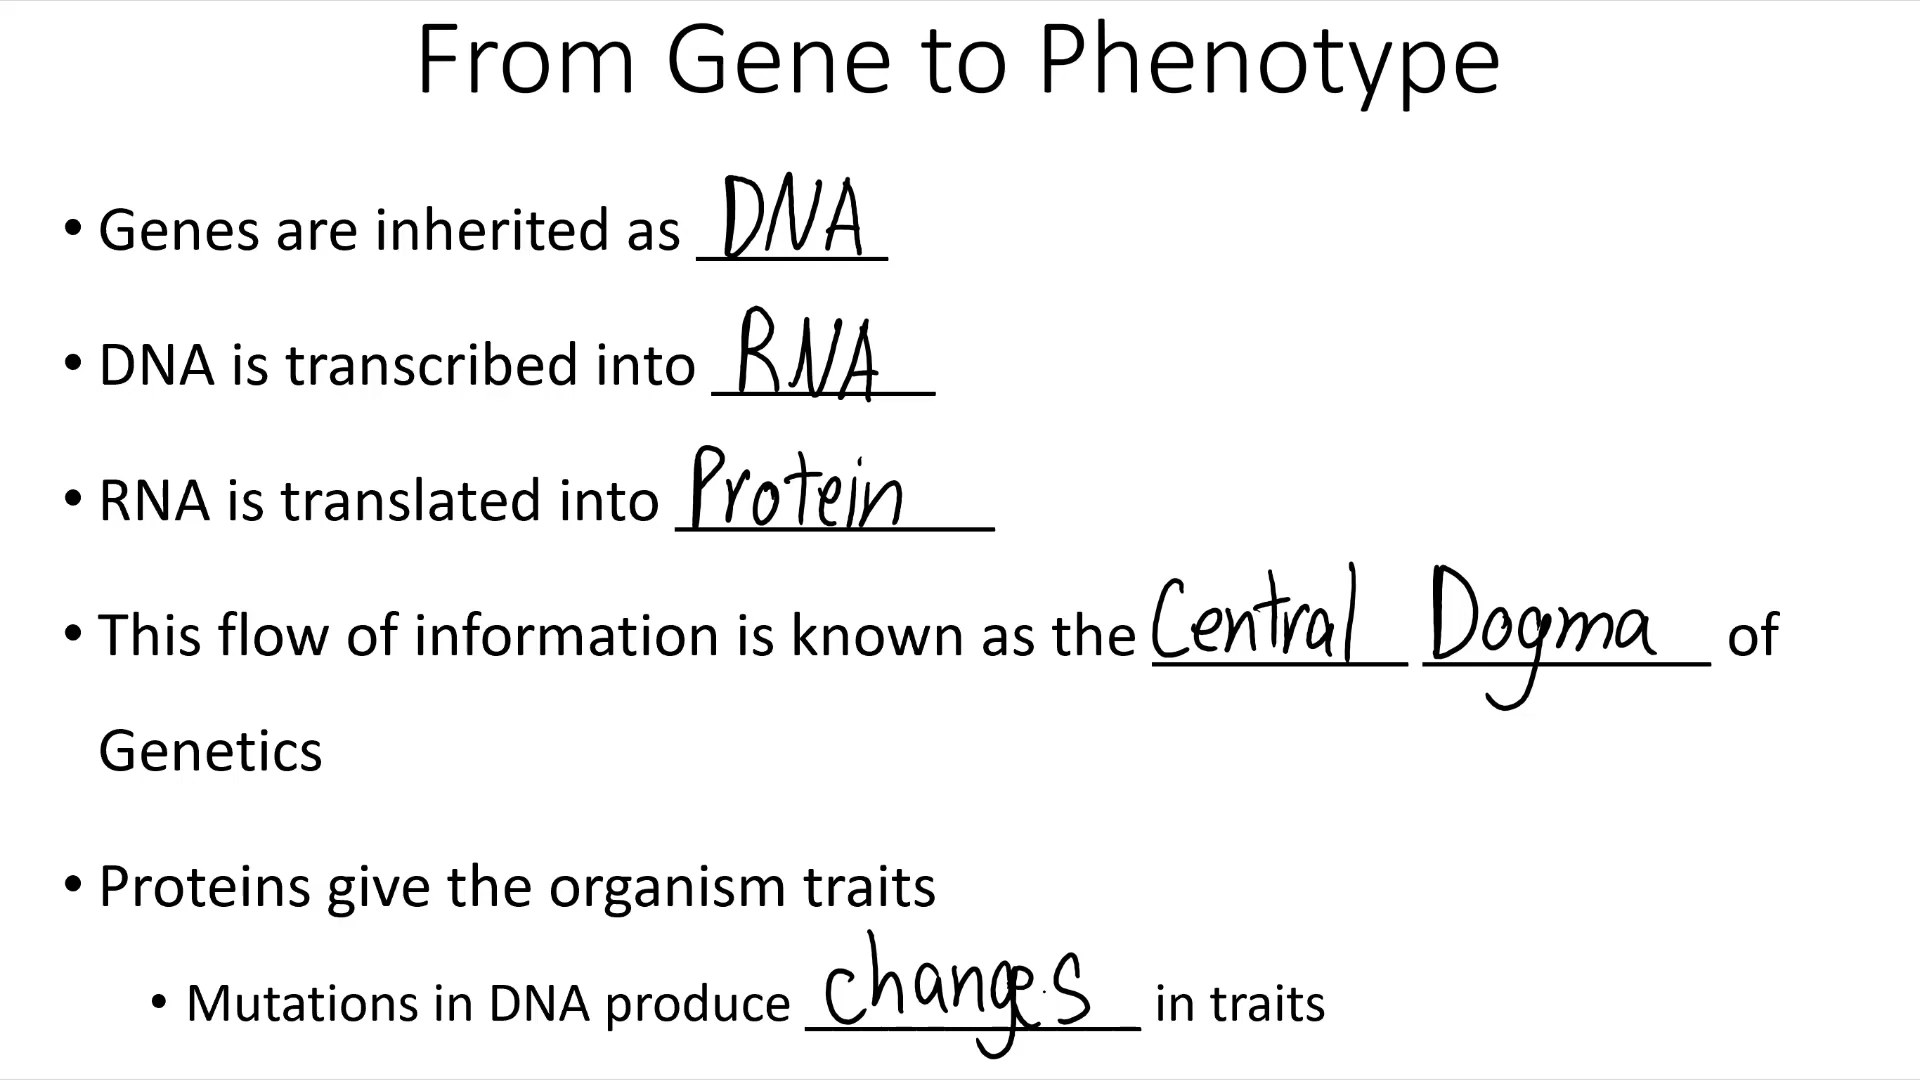 From Gene to Phenotype
• Genes are inherited as DNA
• DNA is transcribed into RNA
• RNA is translated into Protein
• This flow of information is known as the Central Dogma of
Genetics
• Proteins give the organism traits
• Mutations in DNA produce changes in traits